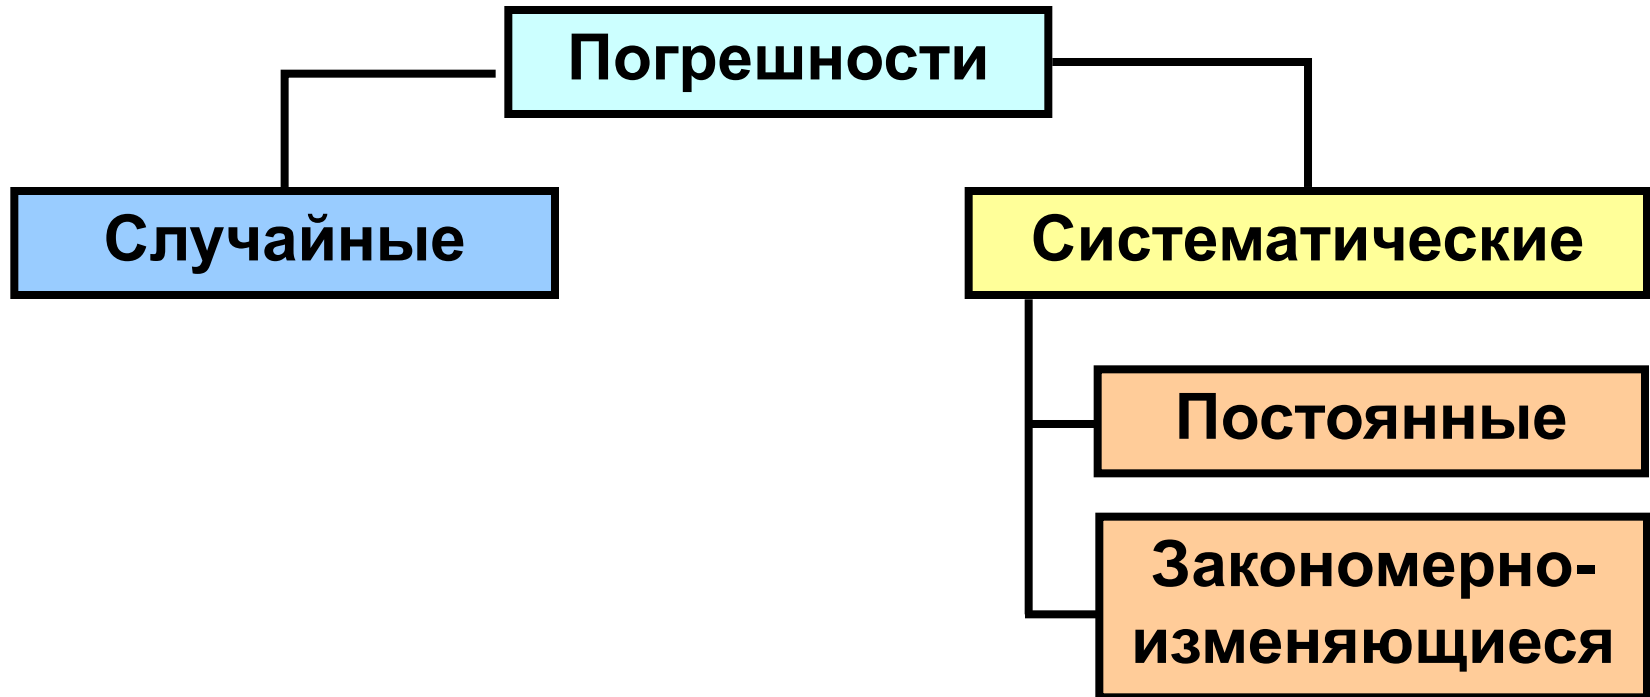 Погрешности
Случайные
Систематические
Постоянные
Закономерно-
изменяющиеся